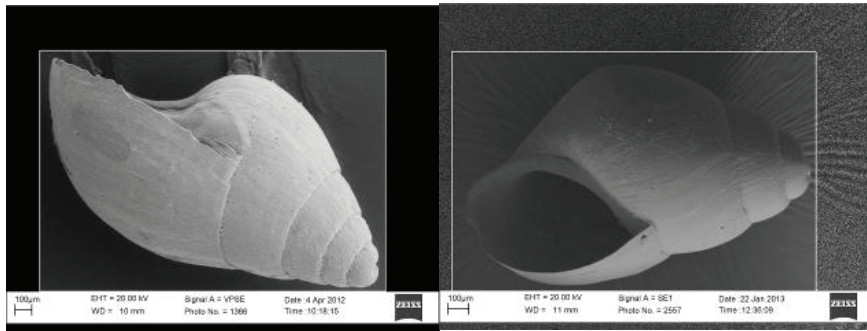 100µm
EHT = 20.00 kV
Signal A = VPSE
Date :4 Apr 2012
WD = 10 mm
Photo No. = 1386
Time :10:18:15
ZEISS
100µm
EHT = 20.00 kV
Signal A = SE1
Date :22 Jan 2013
WD = 11 mm
Photo No. = 2557
Time :12:36:09
ZEISS